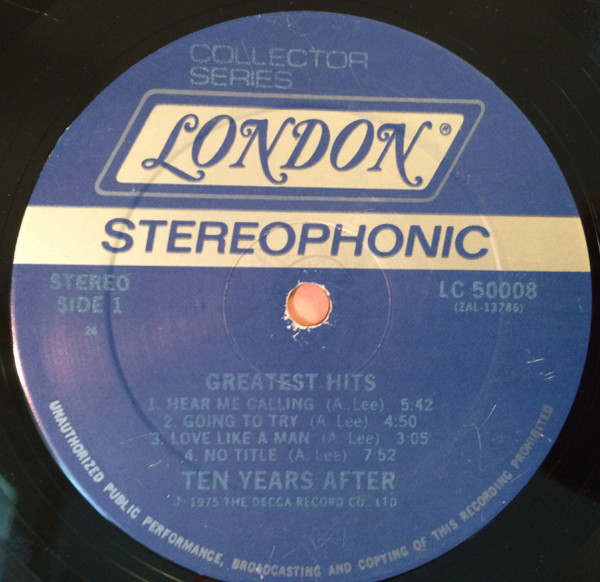 COLLECTOR
SERIES
LONDON®
STEREOPHONIC
STEREO
SIDE 1
26
LC 50008
(ZAL-13786)
GREATEST HITS
1. HEAR ME CALLING (A. Lee) 5:42
2. GOING TO TRY (A. Lee) 4:50
3. LOVE LIKE A MAN (A. Lee) 3:05
4. NO TITLE (A. Lee) 7:52
TEN YEARS AFTER
℗ 1975 THE DECCA RECORD CO., LTD
UNAUTHORIZED PUBLIC PERFORMANCE, BROADCASTING AND COPYING OF THIS RECORDING PROHIBITED